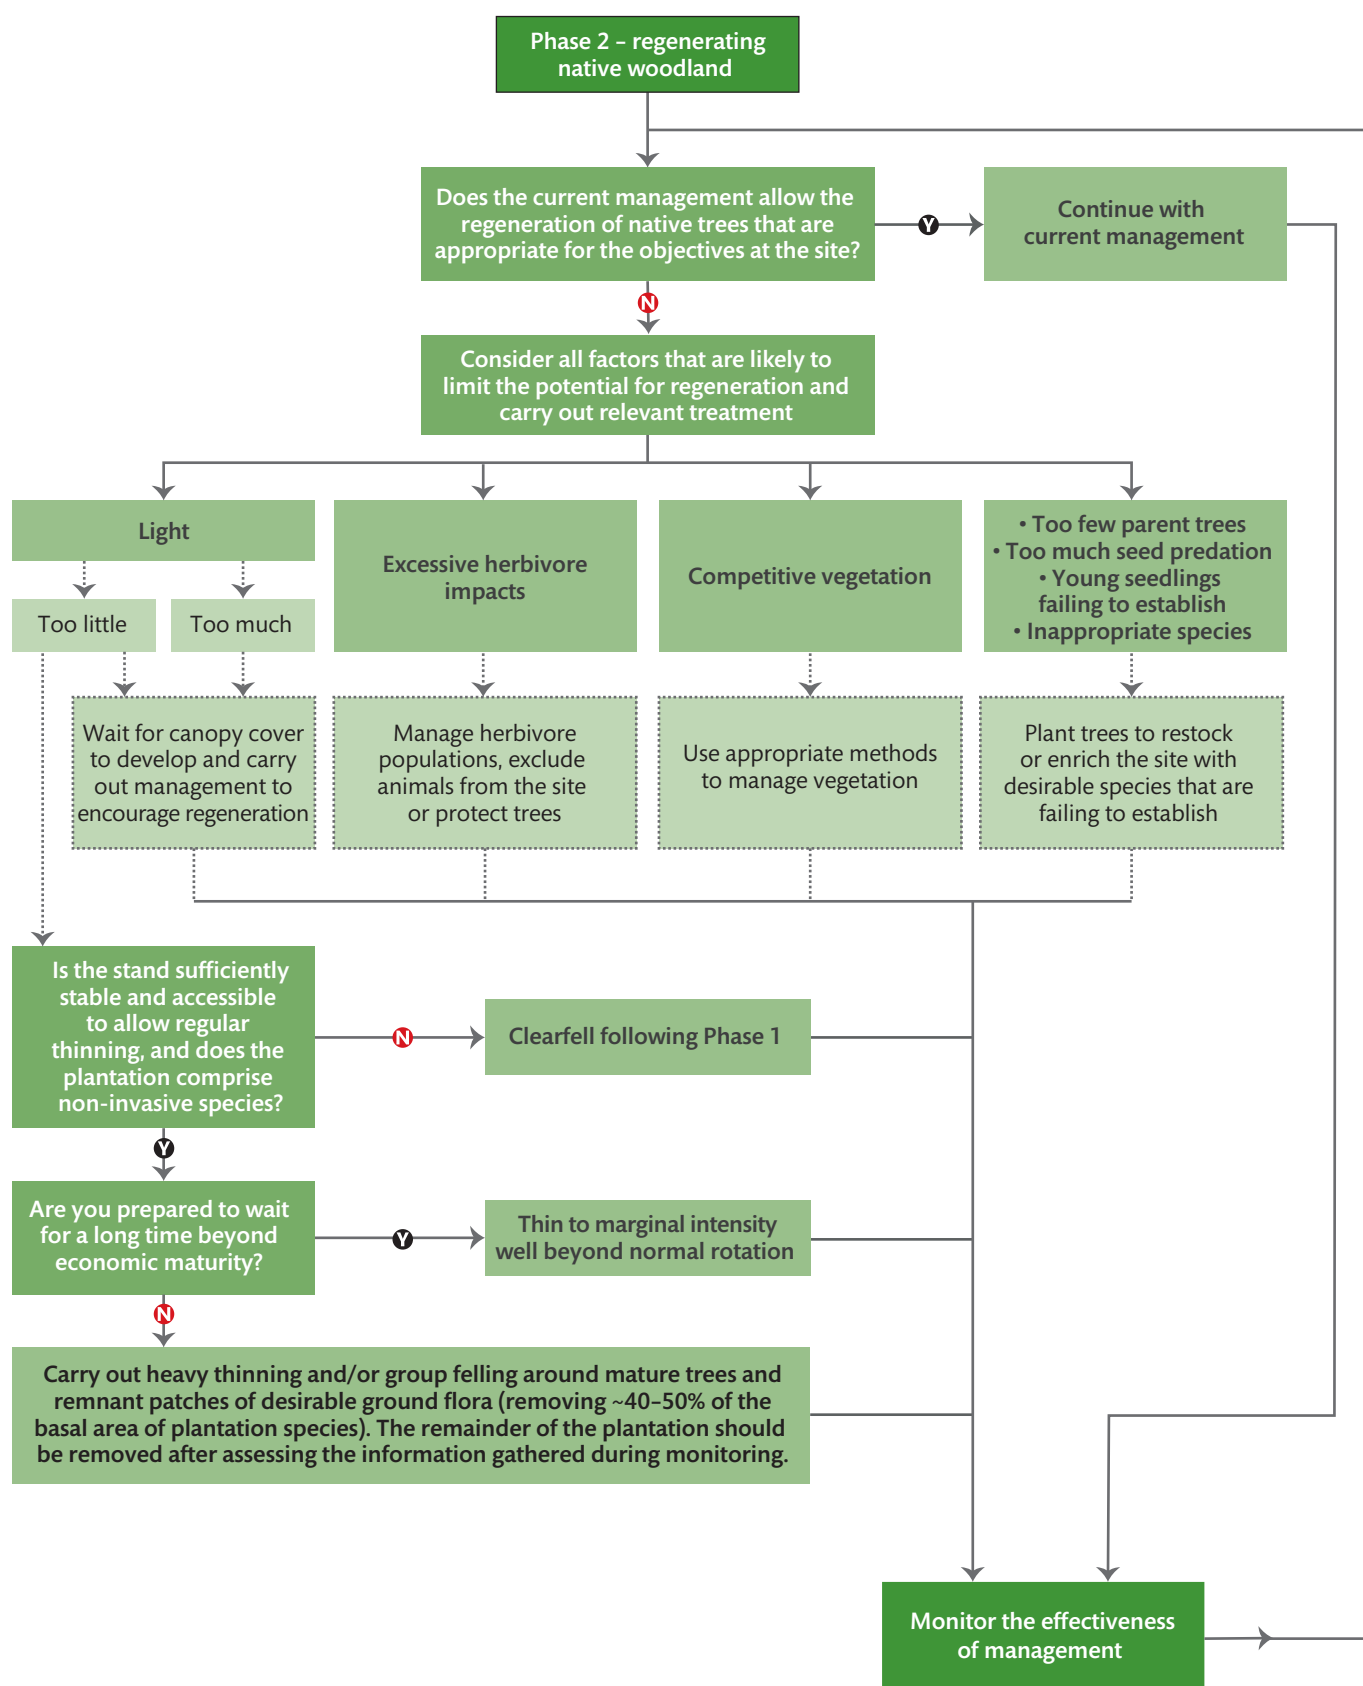 Phase 2 – regenerating
native woodland
Does the current management allow the
regeneration of native trees that are
appropriate for the objectives at the site?
Y
Continue with
current management
N
Consider all factors that are likely to
limit the potential for regeneration and
carry out relevant treatment
Light
Too little
Too much
Excessive herbivore
impacts
Competitive vegetation
• Too few parent trees
• Too much seed predation
• Young seedlings
failing to establish
• Inappropriate species
Wait for canopy cover
to develop and carry
out management to
encourage regeneration
Manage herbivore
populations, exclude
animals from the site
or protect trees
Use appropriate methods
to manage vegetation
Plant trees to restock
or enrich the site with
desirable species that are
failing to establish
Is the stand sufficiently
stable and accessible
to allow regular
thinning, and does the
plantation comprise
non-invasive species?
N
Clearfell following Phase 1
Y
Are you prepared to wait
for a long time beyond
economic maturity?
Y
Thin to marginal intensity
well beyond normal rotation
N
Carry out heavy thinning and/or group felling around mature trees and
remnant patches of desirable ground flora (removing ~40–50% of the
basal area of plantation species). The remainder of the plantation should
be removed after assessing the information gathered during monitoring.
Monitor the effectiveness
of management